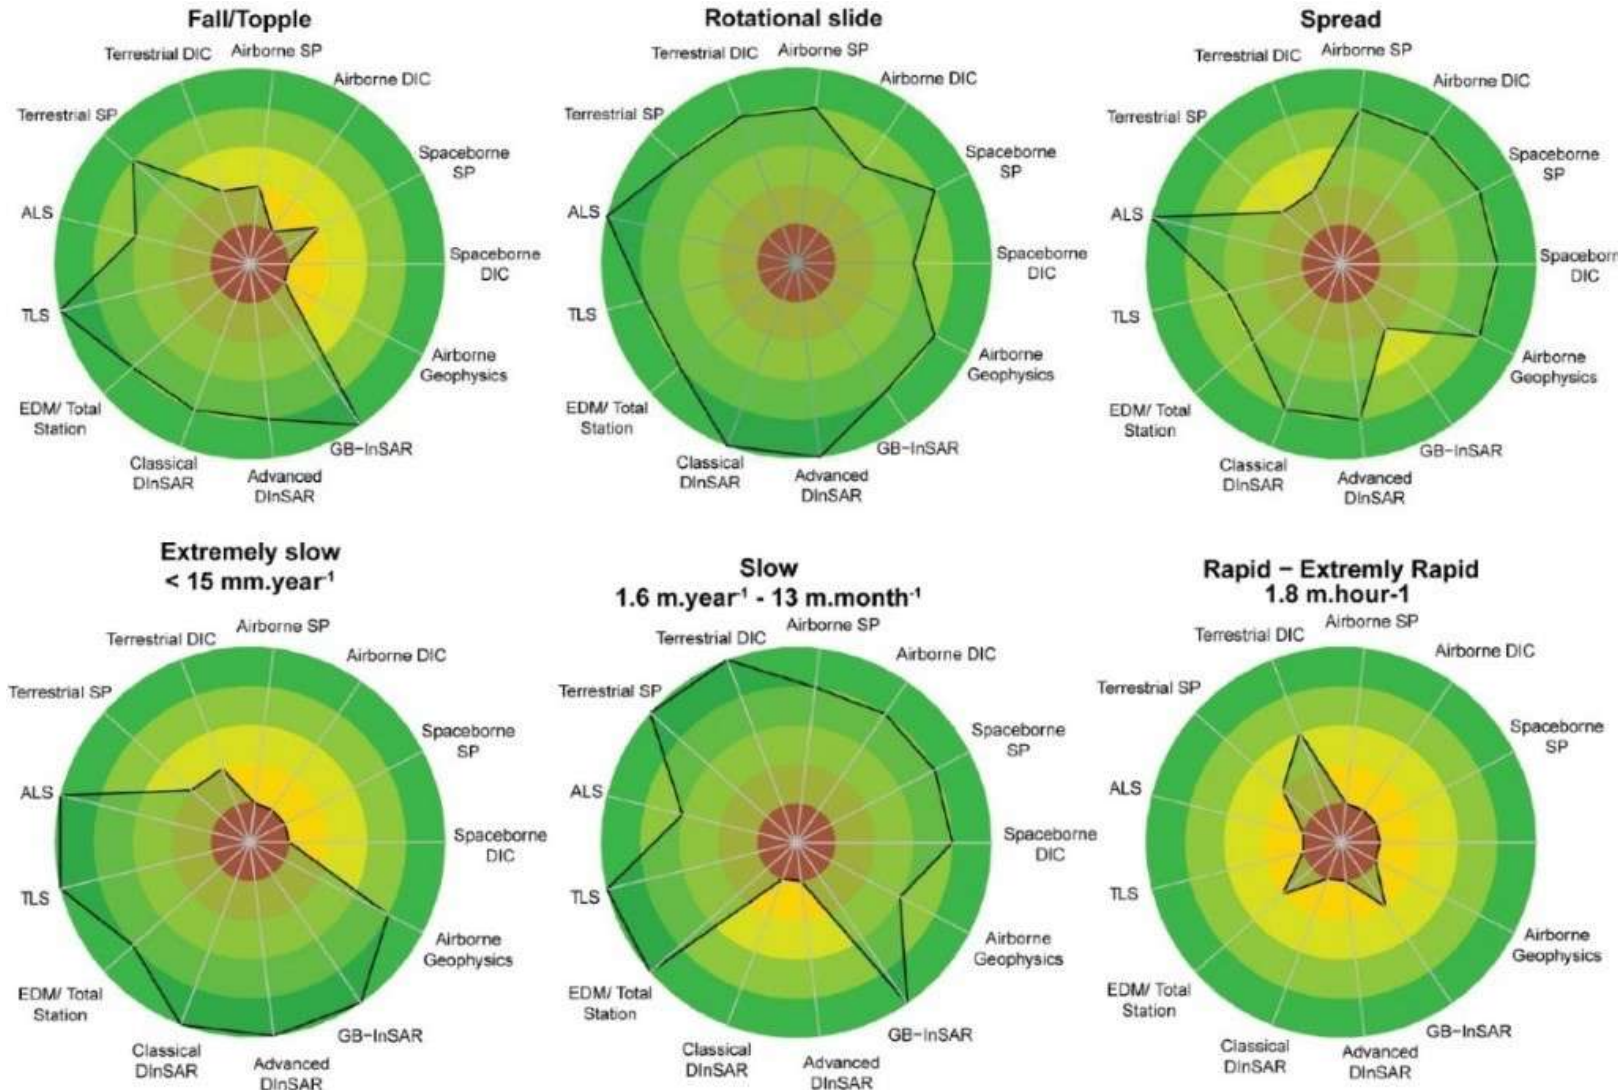 Fall/Topple
Terrestrial DIC
Airborne SP
Airborne DIC
Terrestrial SP
Spaceborne
SP
ALS
Spaceborne
DIC
TLS
Airborne
Geophysics
EDM/ Total
Station
GB-InSAR
Classical
DInSAR
Advanced
DInSAR
Rotational slide
Terrestrial DIC
Airborne SP
Airborne DIC
Terrestrial SP
Spaceborne
SP
ALS
Spaceborne
DIC
TLS
Airborne
Geophysics
EDM/ Total
Station
GB-InSAR
Classical
DInSAR
Advanced
DInSAR
Spread
Terrestrial DIC
Airborne SP
Airborne DIC
Terrestrial SP
Spaceborne
SP
ALS
Spaceborn
DIC
TLS
Airborne
Geophysics
EDM/ Total
Station
GB-InSAR
Classical
DInSAR
Advanced
DInSAR
Extremely slow
< 15 mm.year⁻¹
Terrestrial DIC
Airborne SP
Airborne DIC
Terrestrial SP
Spaceborne
SP
ALS
Spaceborne
DIC
TLS
Airborne
Geophysics
EDM/ Total
Station
GB-InSAR
Classical
DInSAR
Advanced
DInSAR
Slow
1.6 m.year⁻¹ - 13 m.month⁻¹
Terrestrial DIC
Airborne SP
Airborne DIC
Terrestrial SP
Spaceborne
SP
ALS
Spaceborne
DIC
TLS
Airborne
Geophysics
EDM/ Total
Station
GB-InSAR
Classical
DInSAR
Advanced
DInSAR
Rapid – Extremly Rapid
1.8 m.hour-1
Terrestrial DIC
Airborne SP
Airborne DIC
Terrestrial SP
Spaceborne
SP
ALS
TLS
Airborne
Geophysics
EDM/ Total
Station
GB-InSAR
Classical
DInSAR
Advanced
DInSAR